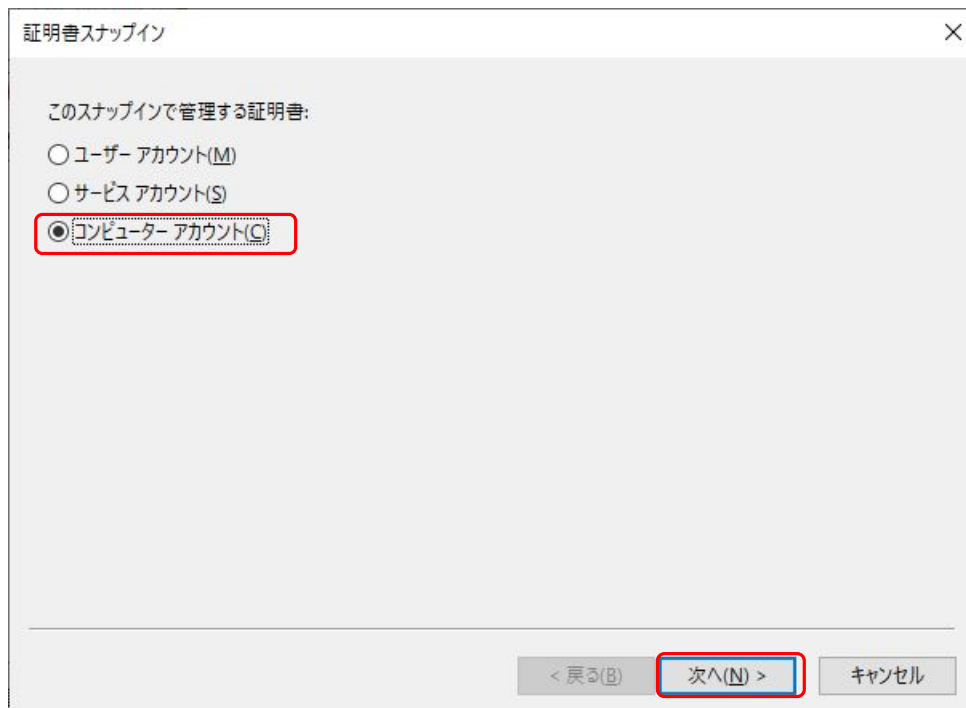 証明書スナップイン
このスナップインで管理する証明書:
ユーザー アカウント(M)
サービス アカウント(S)
コンピューター アカウント(C)
< 戻る(B) 次へ(N) > キャンセル